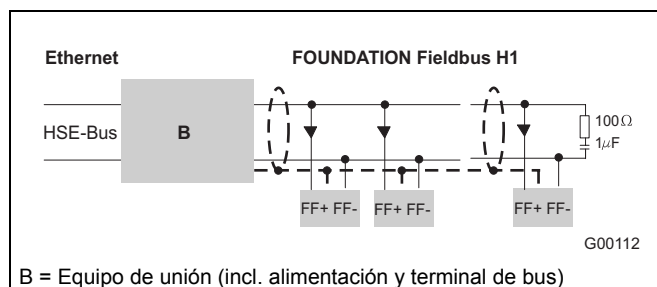 Ethernet FOUNDATION Fieldbus H1
HSE-Bus B
100Ω
1μF
FF+ FF- FF+ FF- FF+ FF-
G00112
B = Equipo de unión (incl. alimentación y terminal de bus)